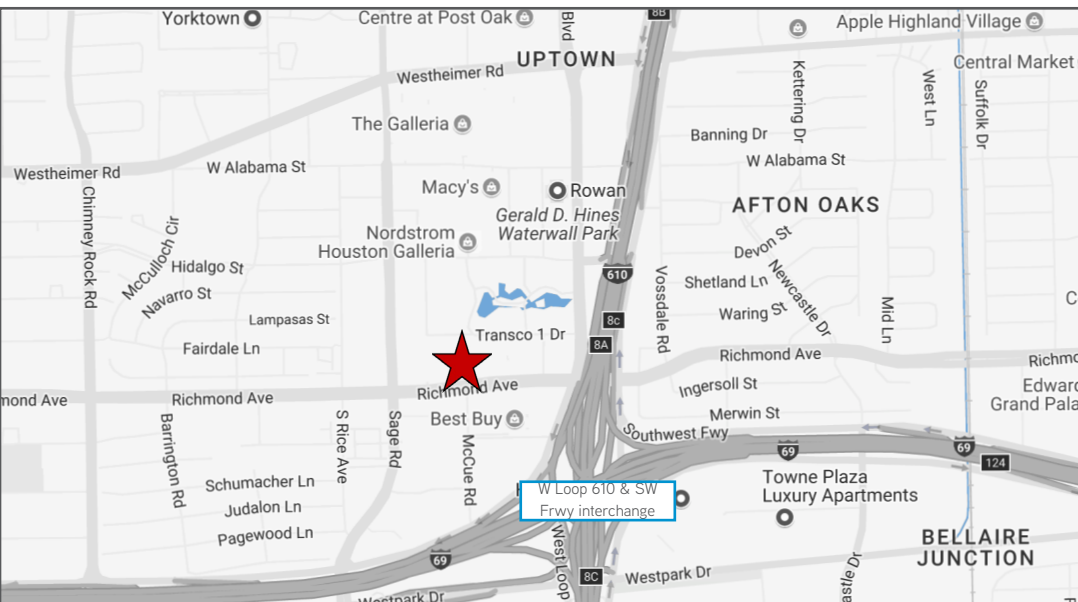 Yorktown
Centre at Post Oak
Blvd
8B
Apple Highland Village
UPTOWN
Central Market
Westheimer Rd
Kettering Dr
West Ln
Suffolk Dr
The Galleria
Banning Dr
W Alabama St
W Alabama St
Westheimer Rd
Macy's
Rowan
Gerald D. Hines
Waterwall Park
AFTON OAKS
Chimney Rock Rd
McCulloch Cir
Nordstrom
Houston Galleria
Devon St
Hidalgo St
610
Vossdale Rd
Shetland Ln
Newcastle Dr
Navarro St
Mid Ln
Waring St
Lampasas St
8c
Transco 1 Dr
8A
Fairdale Ln
Richmond Ave
Richmond Ave
Ingersoll St
mond Ave
Richmond Ave
Merwin St
Grand Pala
Best Buy
Barrington Rd
S Rice Ave
Sage Rd
McCue Rd
Southwest Fwy
69
69
124
Schumacher Ln
Judalon Ln
Pagewood Ln
W Loop 610 & SW
Frwy interchange
Towne Plaza
Luxury Apartments
West Loop
BELLAIRE
JUNCTION
69
8C
Westpark Dr
Westpark Dr